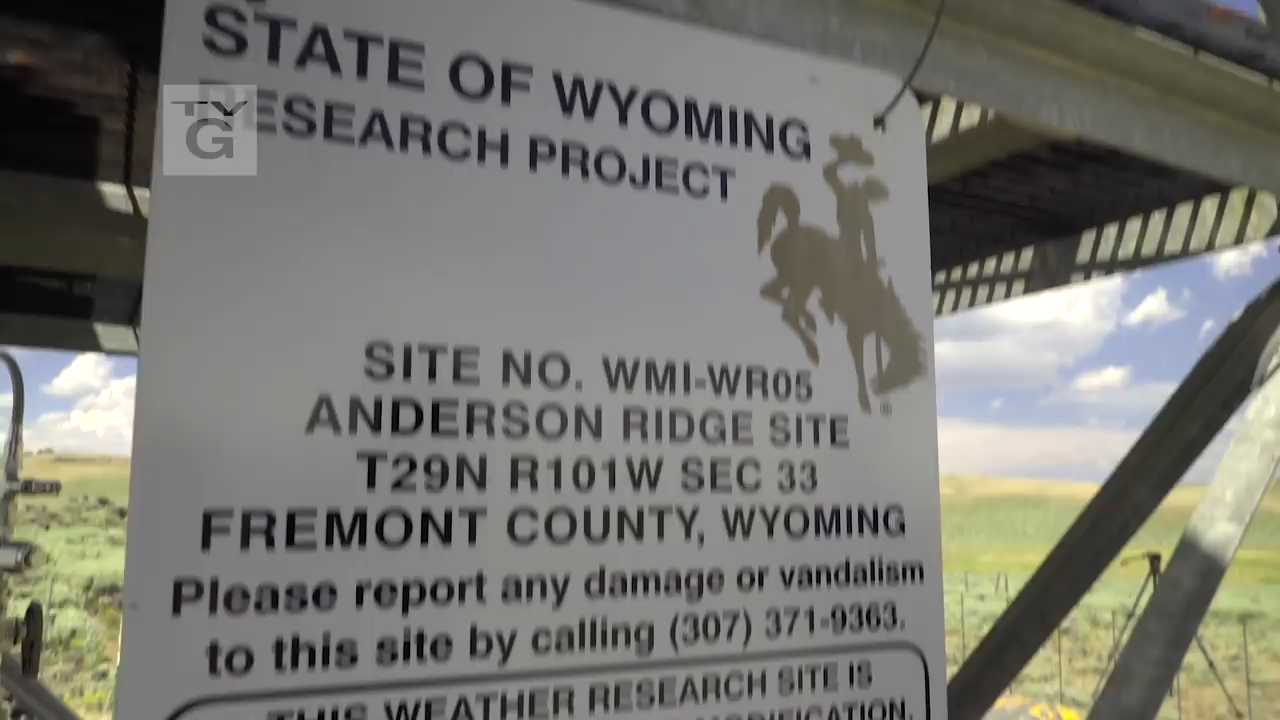 STATE OF WYOMING
RESEARCH PROJECT
TV
G
SITE NO. WMI-WR05
ANDERSON RIDGE SITE
T29N R101W SEC 33
FREMONT COUNTY, WYOMING
Please report any damage or vandalism
to this site by calling (307) 371-9363.
THIS WEATHER RESEARCH SITE IS
MODIFICATION.